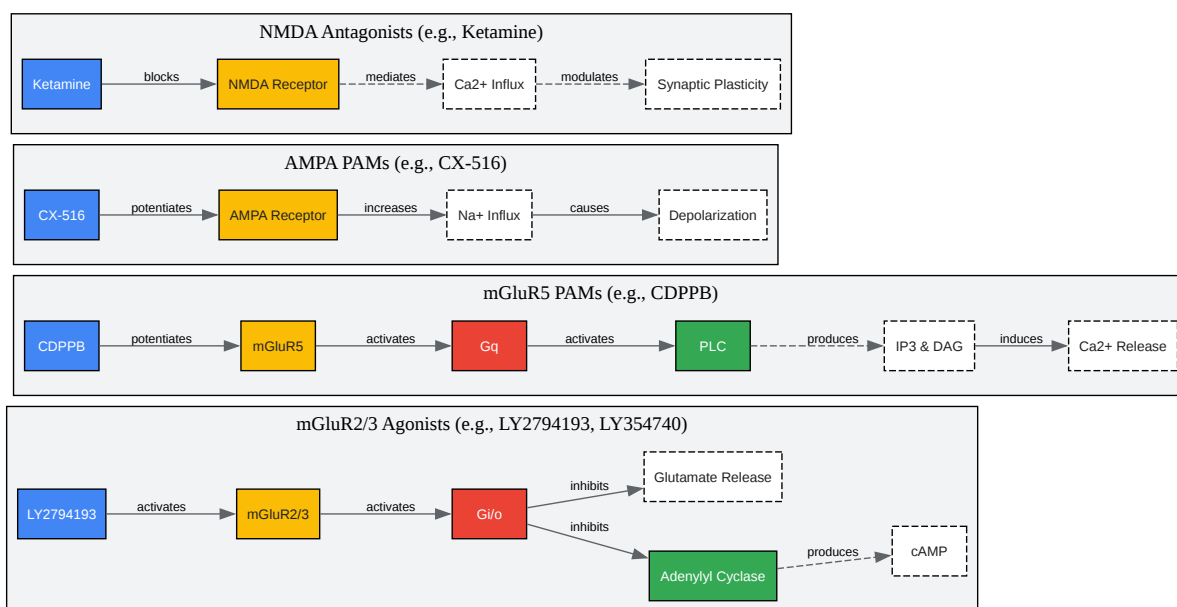 NMDA Antagonists (e.g., Ketamine)
Ketamine
blocks
NMDA Receptor
mediates
Ca2+ Influx
modulates
Synaptic Plasticity
AMPA PAMs (e.g., CX-516)
CX-516
potentiates
AMPA Receptor
increases
Na+ Influx
causes
Depolarization
mGluR5 PAMs (e.g., CDPPB)
CDPPB
potentiates
mGluR5
activates
Gq
activates
PLC
produces
IP3 & DAG
induces
Ca2+ Release
mGluR2/3 Agonists (e.g., LY2794193, LY354740)
LY2794193
activates
mGluR2/3
activates
Gi/o
inhibits
Glutamate Release
inhibits
Adenylyl Cyclase
produces
cAMP